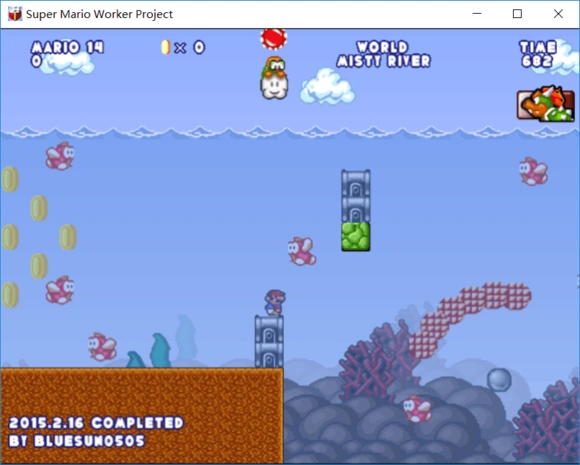 Super Mario Worker Project
MARIO 14
0
× 0
WORLD
MISTY RIVER
TIME
682
2015.2.16 COMPLETED
BY BLUESUN0505